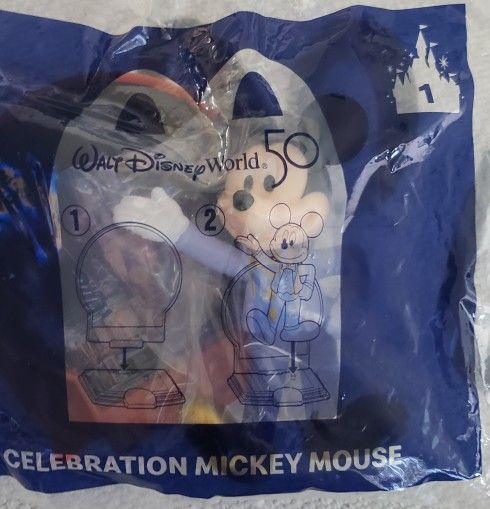 1
WALT DISNEY World® 50
1 2
CELEBRATION MICKEY MOUSE